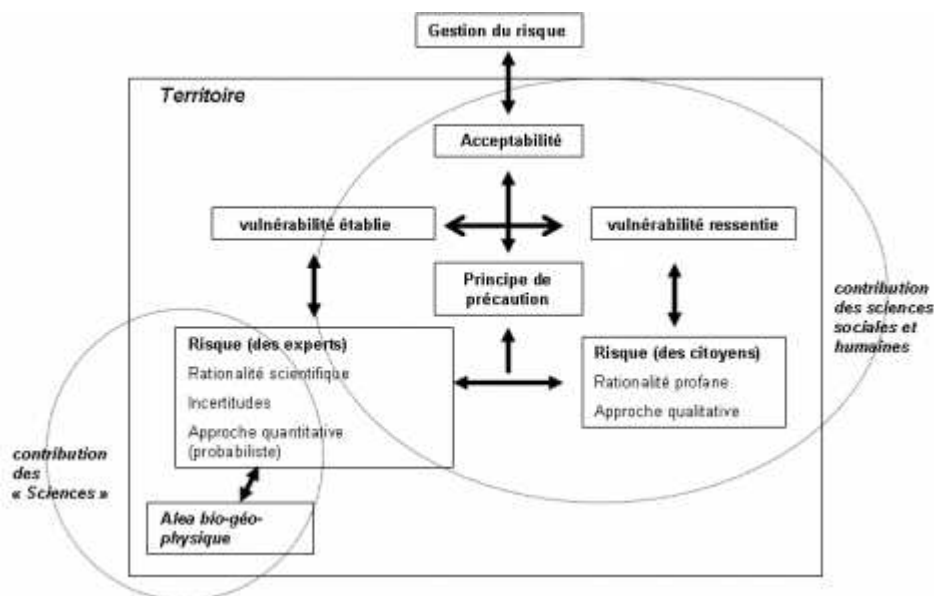 Gestion du risque
Territoire
Acceptabilité
vulnérabilité établie
vulnérabilité ressentie
Principe de
précaution
contribution
des sciences
sociales et
humaines
Risque (des experts)
Rationalité scientifique
Incertitudes
Approche quantitative
(probabiliste)
Risque (des citoyens)
Rationalité profane
Approche qualitative
contribution
des
« Sciences »
Alea bio-géo-
physique